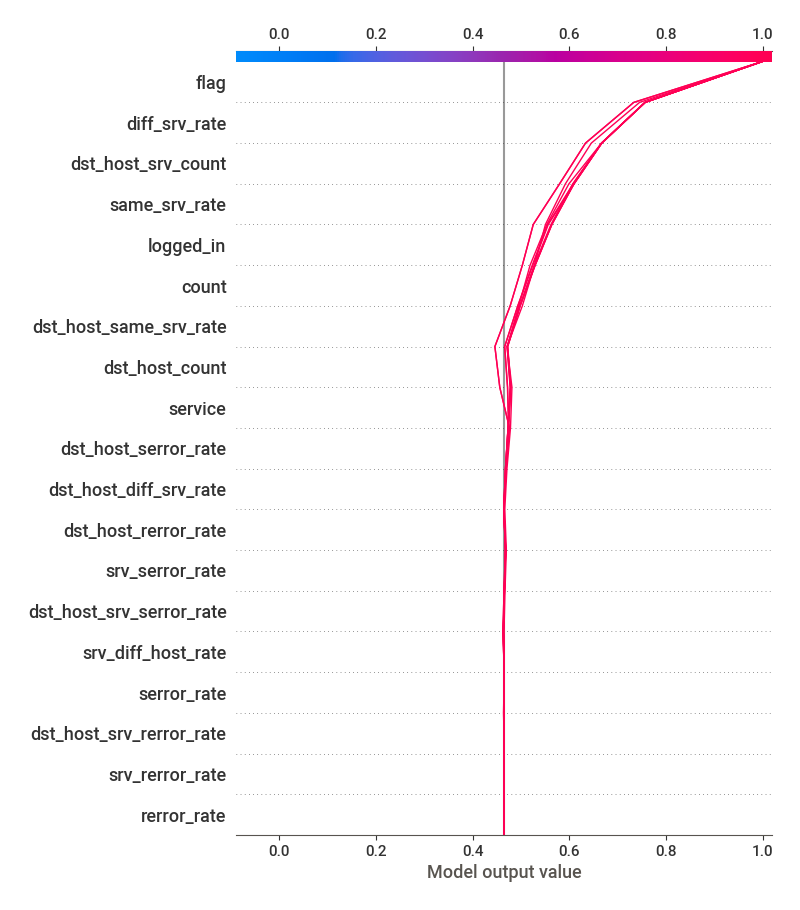 0.0 0.2 0.4 0.6 0.8 1.0
flag
diff_srv_rate
dst_host_srv_count
same_srv_rate
logged_in
count
dst_host_same_srv_rate
dst_host_count
service
dst_host_serror_rate
dst_host_diff_srv_rate
dst_host_rerror_rate
srv_serror_rate
dst_host_srv_serror_rate
srv_diff_host_rate
serror_rate
dst_host_srv_rerror_rate
srv_rerror_rate
rerror_rate
0.0 0.2 0.4 0.6 0.8 1.0
Model output value